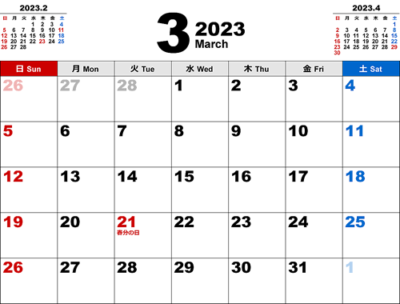 2023.2
日 月 火 水 木 金 土
1 2 3 4
5 6 7 8 9 10 11
12 13 14 15 16 17 18
19 20 21 22 23 24 25
26 27 28
3 2023
March
2023.4
日 月 火 水 木 金 土
1
2 3 4 5 6 7 8
9 10 11 12 13 14 15
16 17 18 19 20 21 22
23 24 25 26 27 28 29
30
日 Sun 月 Mon 火 Tue 水 Wed 木 Thu 金 Fri 土 Sat
26 27 28 1 2 3 4
5 6 7 8 9 10 11
12 13 14 15 16 17 18
19 20 21 22 23 24 25
春分の日
26 27 28 29 30 31 1